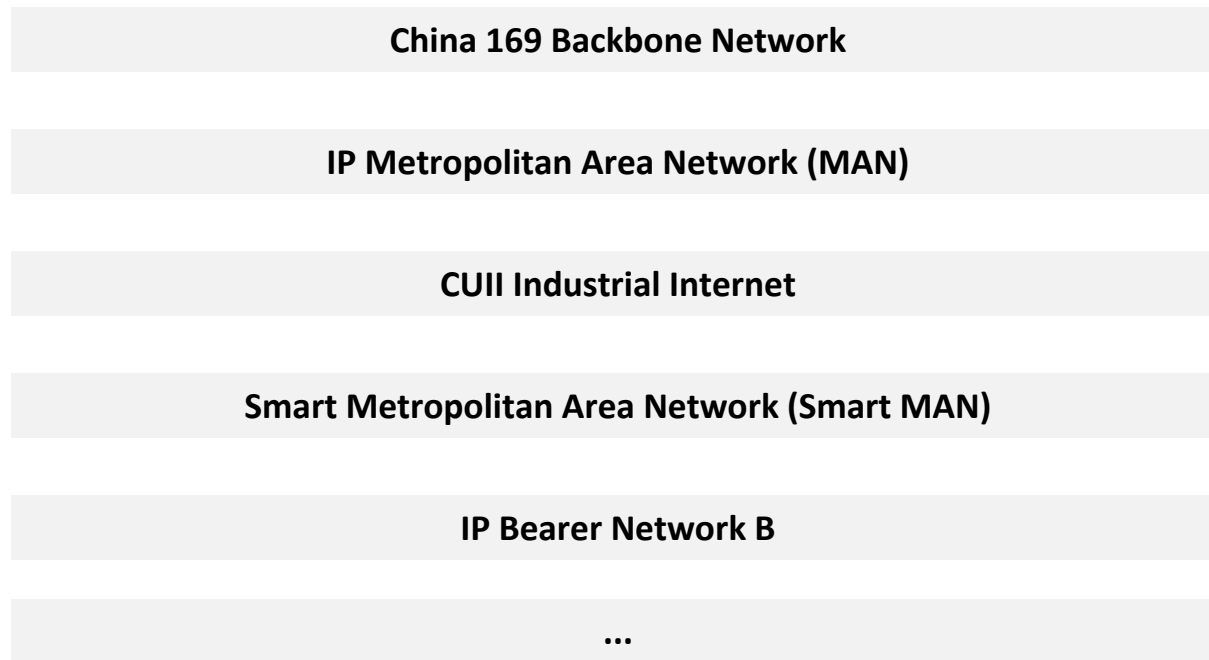 China 169 Backbone Network
IP Metropolitan Area Network (MAN)
CUII Industrial Internet
Smart Metropolitan Area Network (Smart MAN)
IP Bearer Network B
...